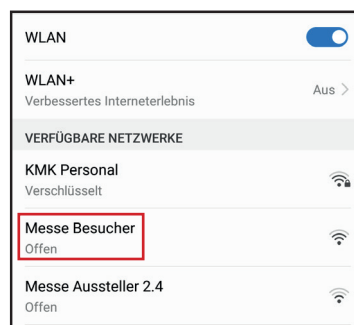 WLAN
WLAN+
Verbessertes Interneterlebnis
Aus
VERFÜGBARE NETZWERKE
KMK Personal
Verschlüsselt
Messe Besucher
Offen
Messe Aussteller 2.4
Offen